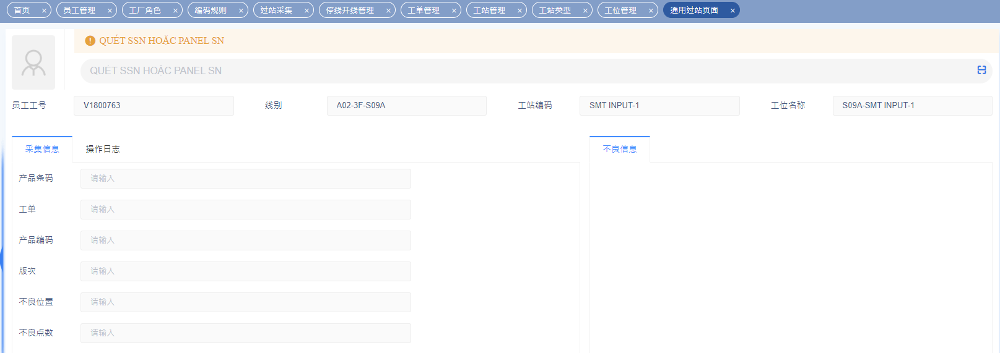 首页 × 员工管理 × 工厂角色 × 编码规则 × 过站采集 × 停线开线管理 × 工单管理 × 工站管理 × 工站类型 × 工位管理 × 通用过站页面 ×
QUÉT SSN HOẶC PANEL SN
QUÉT SSN HOẶC PANEL SN
员工工号 V1800763 线别 A02-3F-S09A 工站编码 SMT INPUT-1 工位名称 S09A-SMT INPUT-1
采集信息 操作日志 不良信息
产品条码 请输入
工单 请输入
产品编码 请输入
版次 请输入
不良位置 请输入
不良点数 请输入